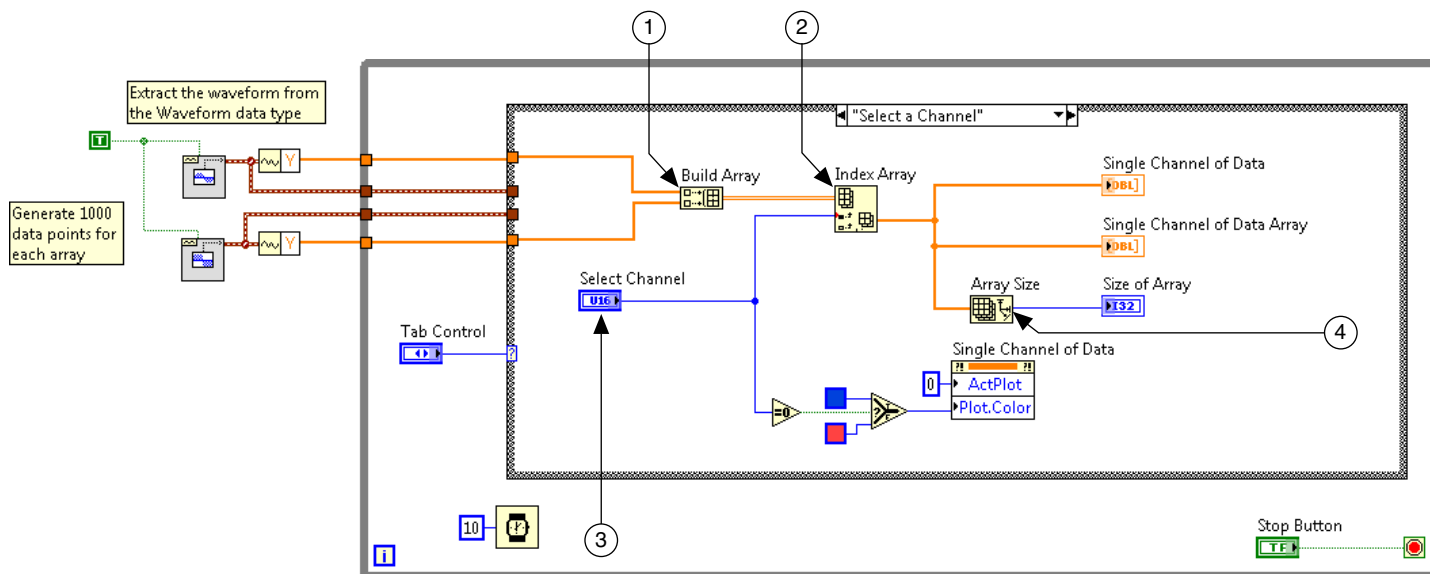 1
2
Extract the waveform from
the Waveform data type
T
Y
Generate 1000
data points for
each array
Y
"Select a Channel"
Build Array
Index Array
Single Channel of Data
DBL]
Single Channel of Data Array
DBL]
Select Channel
U16
Array Size
Size of Array
I32
Tab Control
?
4
Single Channel of Data
?! ?!
0
ActPlot
Plot.Color
=0
?
T
F
10
3
i
Stop Button
TF